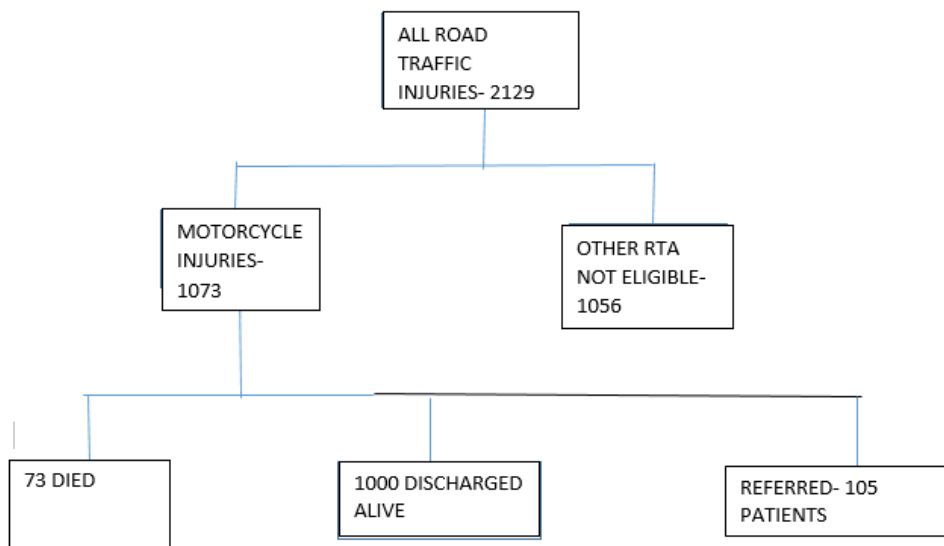 ALL ROAD
TRAFFIC
INJURIES- 2129
MOTORCYCLE
INJURIES-
1073
OTHER RTA
NOT ELIGIBLE-
1056
73 DIED
1000 DISCHARGED
ALIVE
REFERRED- 105
PATIENTS